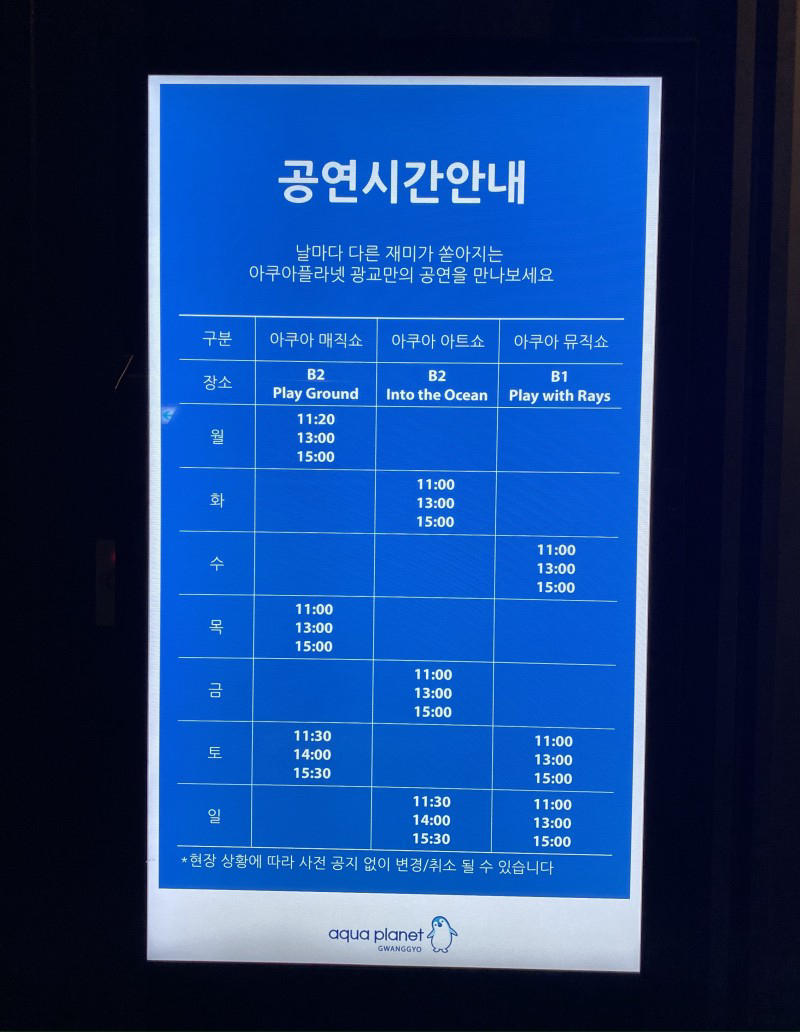 공연시간안내
날마다 다른 재미가 쏟아지는
아쿠아플라넷 광교만의 공연을 만나보세요
구분 아쿠아 매직쇼 아쿠아 아트쇼 아쿠아 뮤직쇼
장소 B2 Play Ground B2 Into the Ocean B1 Play with Rays
월 11:20 13:00 15:00
화 11:00 13:00 15:00
수 11:00 13:00 15:00
목 11:00 13:00 15:00
금 11:00 13:00 15:00
토 11:30 14:00 15:30 11:00 13:00 15:00
일 11:30 14:00 15:30 11:00 13:00 15:00
*현장 상황에 따라 사전 공지 없이 변경/취소 될 수 있습니다
aqua planet
GWANGGYO